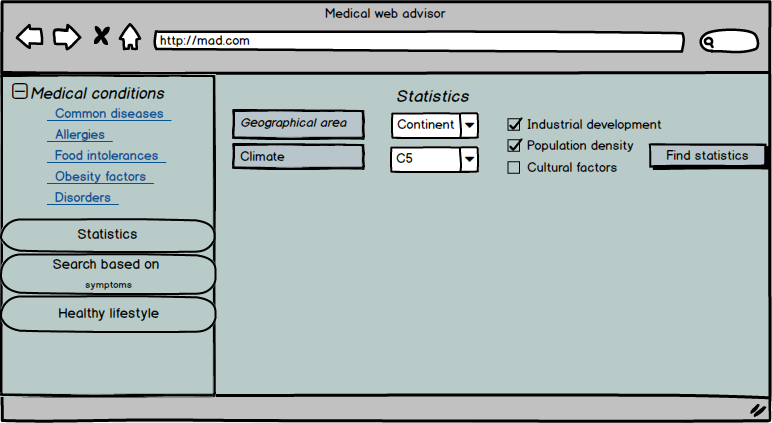 Medical web advisor
http://mad.com
Medical conditions
Common diseases
Allergies
Food intolerances
Obesity factors
Disorders
Statistics
Search based on
symptoms
Healthy lifestyle
Statistics
Geographical area
Continent
Climate
C5
Industrial development
Population density
Cultural factors
Find statistics